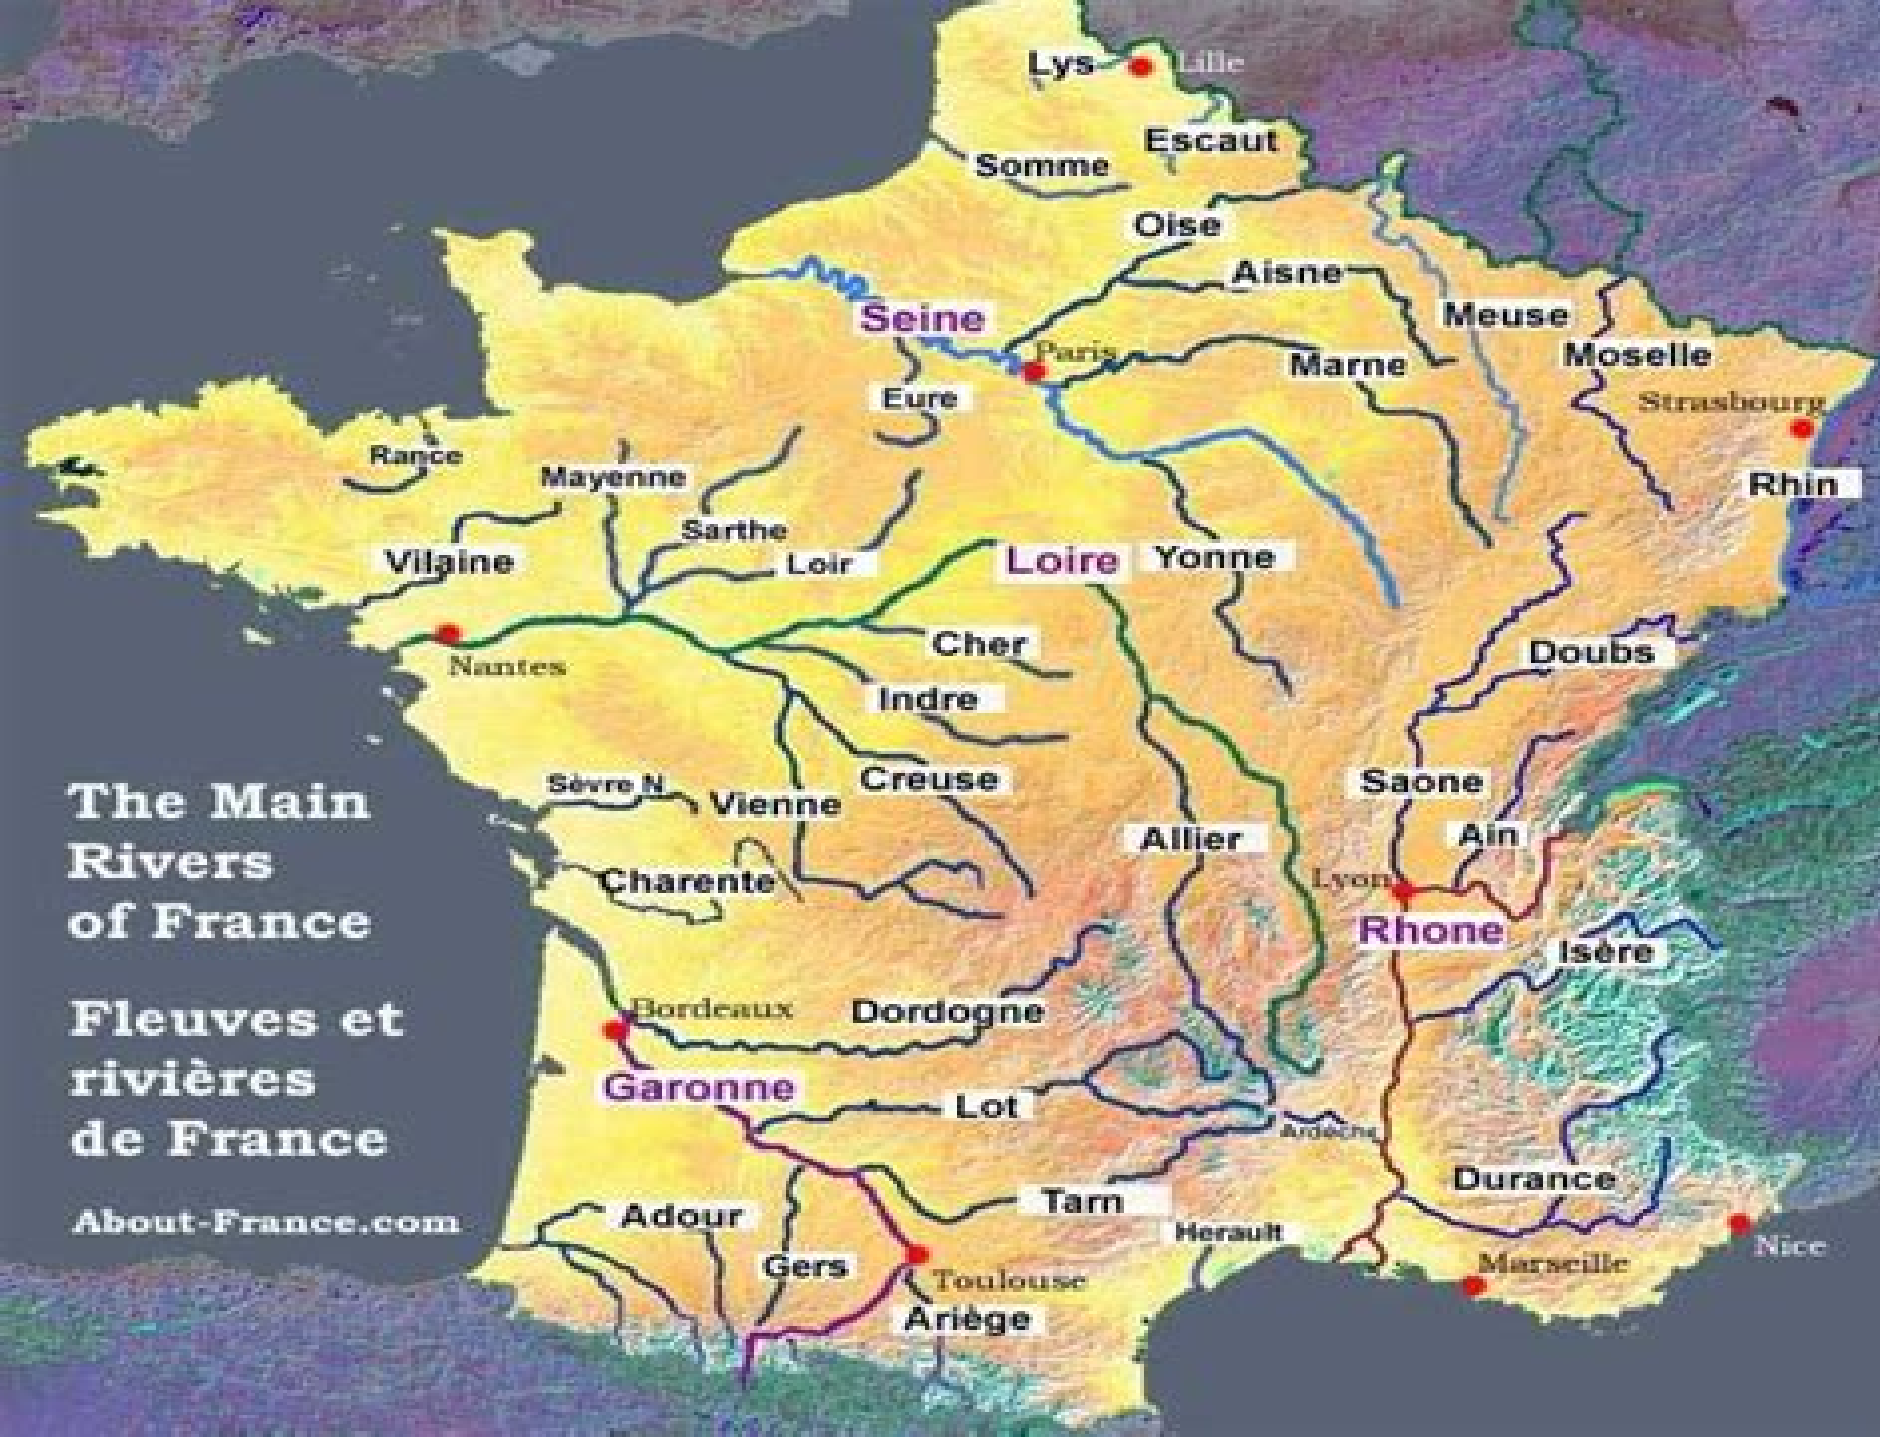 Lys
Lille
Escaut
Somme
Oise
Aisne
Seine
Meuse
Paris
Moselle
Marne
Eure
Strasbourg
Rance
Mayenne
Rhin
Sarthe
Vilaine
Loir
Loire
Yonne
Cher
Doubs
Nantes
Indre
Creuse
Saone
Sèvre N
Vienne
Allier
Ain
Charente
Lyon
Rhone
Isère
Bordeaux
Dordogne
Garonne
Lot
Ardèche
Durance
Tarn
Adour
Herault
Gers
Nice
Toulouse
Marseille
Ariège
The Main
Rivers
of France
Fleuves et
rivières
de France
About-France.com